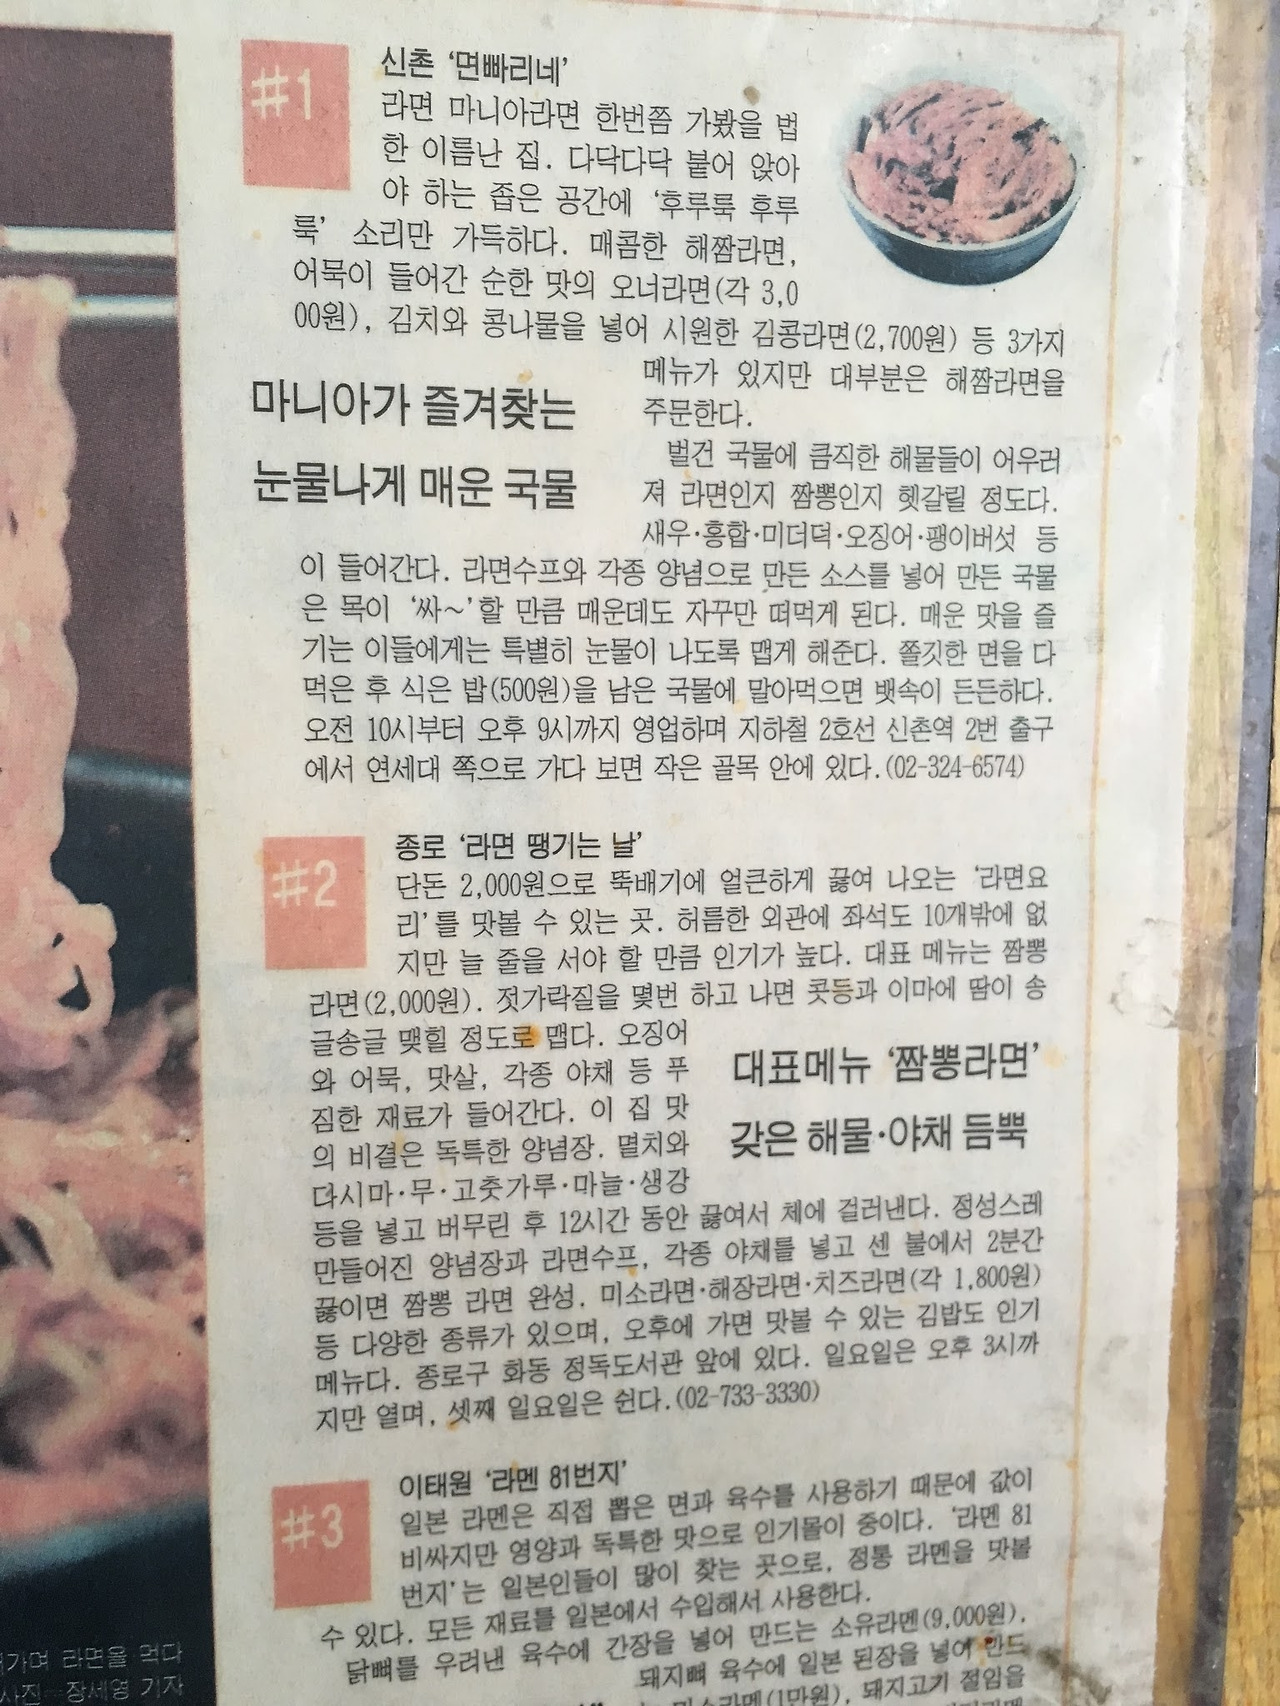 #1
신촌 '면빠리네'
라면 마니아라면 한번쯤 가봤을 법
한 이름난 집. 다닥다닥 붙어 앉아
야 하는 좁은 공간에 '후루룩 후루
룩' 소리만 가득하다. 매콤한 해짬라면,
어묵이 들어간 순한 맛의 오너라면(각 3,0
00원), 김치와 콩나물을 넣어 시원한 김콩라면(2,700원) 등 3가지
메뉴가 있지만 대부분은 해짬라면을
주문한다.
마니아가 즐겨찾는
눈물나게 매운 국물
벌건 국물에 큼직한 해물들이 어우러
져 라면인지 짬뽕인지 헷갈릴 정도다.
새우·홍합·미더덕·오징어·팽이버섯 등
이 들어간다. 라면수프와 각종 양념으로 만든 소스를 넣어 만든 국물
은 목이 '싸~'할 만큼 매운데도 자꾸만 떠먹게 된다. 매운 맛을 즐
기는 이들에게는 특별히 눈물이 나도록 맵게 해준다. 쫄깃한 면을 다
먹은 후 식은 밥(500원)을 남은 국물에 말아먹으면 뱃속이 든든하다.
오전 10시부터 오후 9시까지 영업하며 지하철 2호선 신촌역 2번 출구
에서 연세대 쪽으로 가다 보면 작은 골목 안에 있다.(02-324-6574)
#2
종로 '라면 땡기는 날'
단돈 2,000원으로 뚝배기에 얼큰하게 끓여 나오는 '라면요
리'를 맛볼 수 있는 곳. 허름한 외관에 좌석도 10개밖에 없
지만 늘 줄을 서야 할 만큼 인기가 높다. 대표 메뉴는 짬뽕
라면(2,000원). 젓가락질을 몇번 하고 나면 콧등과 이마에 땀이 송
글송글 맺힐 정도로 맵다. 오징어
와 어묵, 맛살, 각종 야채 등 푸
짐한 재료가 들어간다. 이 집 맛
의 비결은 독특한 양념장. 멸치와
다시마·무·고춧가루·마늘·생강
대표메뉴 '짬뽕라면'
갖은 해물·야채 듬뿍
등을 넣고 버무린 후 12시간 동안 끓여서 체에 걸러낸다. 정성스레
만들어진 양념장과 라면수프, 각종 야채를 넣고 센 불에서 2분간
끓이면 짬뽕 라면 완성. 미소라면·해장라면·치즈라면(각 1,800원)
등 다양한 종류가 있으며, 오후에 가면 맛볼 수 있는 김밥도 인기
메뉴다. 종로구 화동 정독도서관 앞에 있다. 일요일은 오후 3시까
지만 열며, 셋째 일요일은 쉰다.(02-733-3330)
#3
이태원 '라멘 81번지'
일본 라멘은 직접 뽑은 면과 육수를 사용하기 때문에 값이
비싸지만 영양과 독특한 맛으로 인기몰이 중이다. '라멘 81
번지'는 일본인들이 많이 찾는 곳으로, 정통 라멘을 맛볼
수 있다. 모든 재료를 일본에서 수입해서 사용한다.
닭뼈를 우려낸 육수에 간장을 넣어 만드는 소유라멘(9,000원),
돼지뼈 육수에 일본 된장을 넣어 만드
는 미소라멘(1만원), 돼지고기 절임을
가며 라면을 먹다
사진=장세영 기자